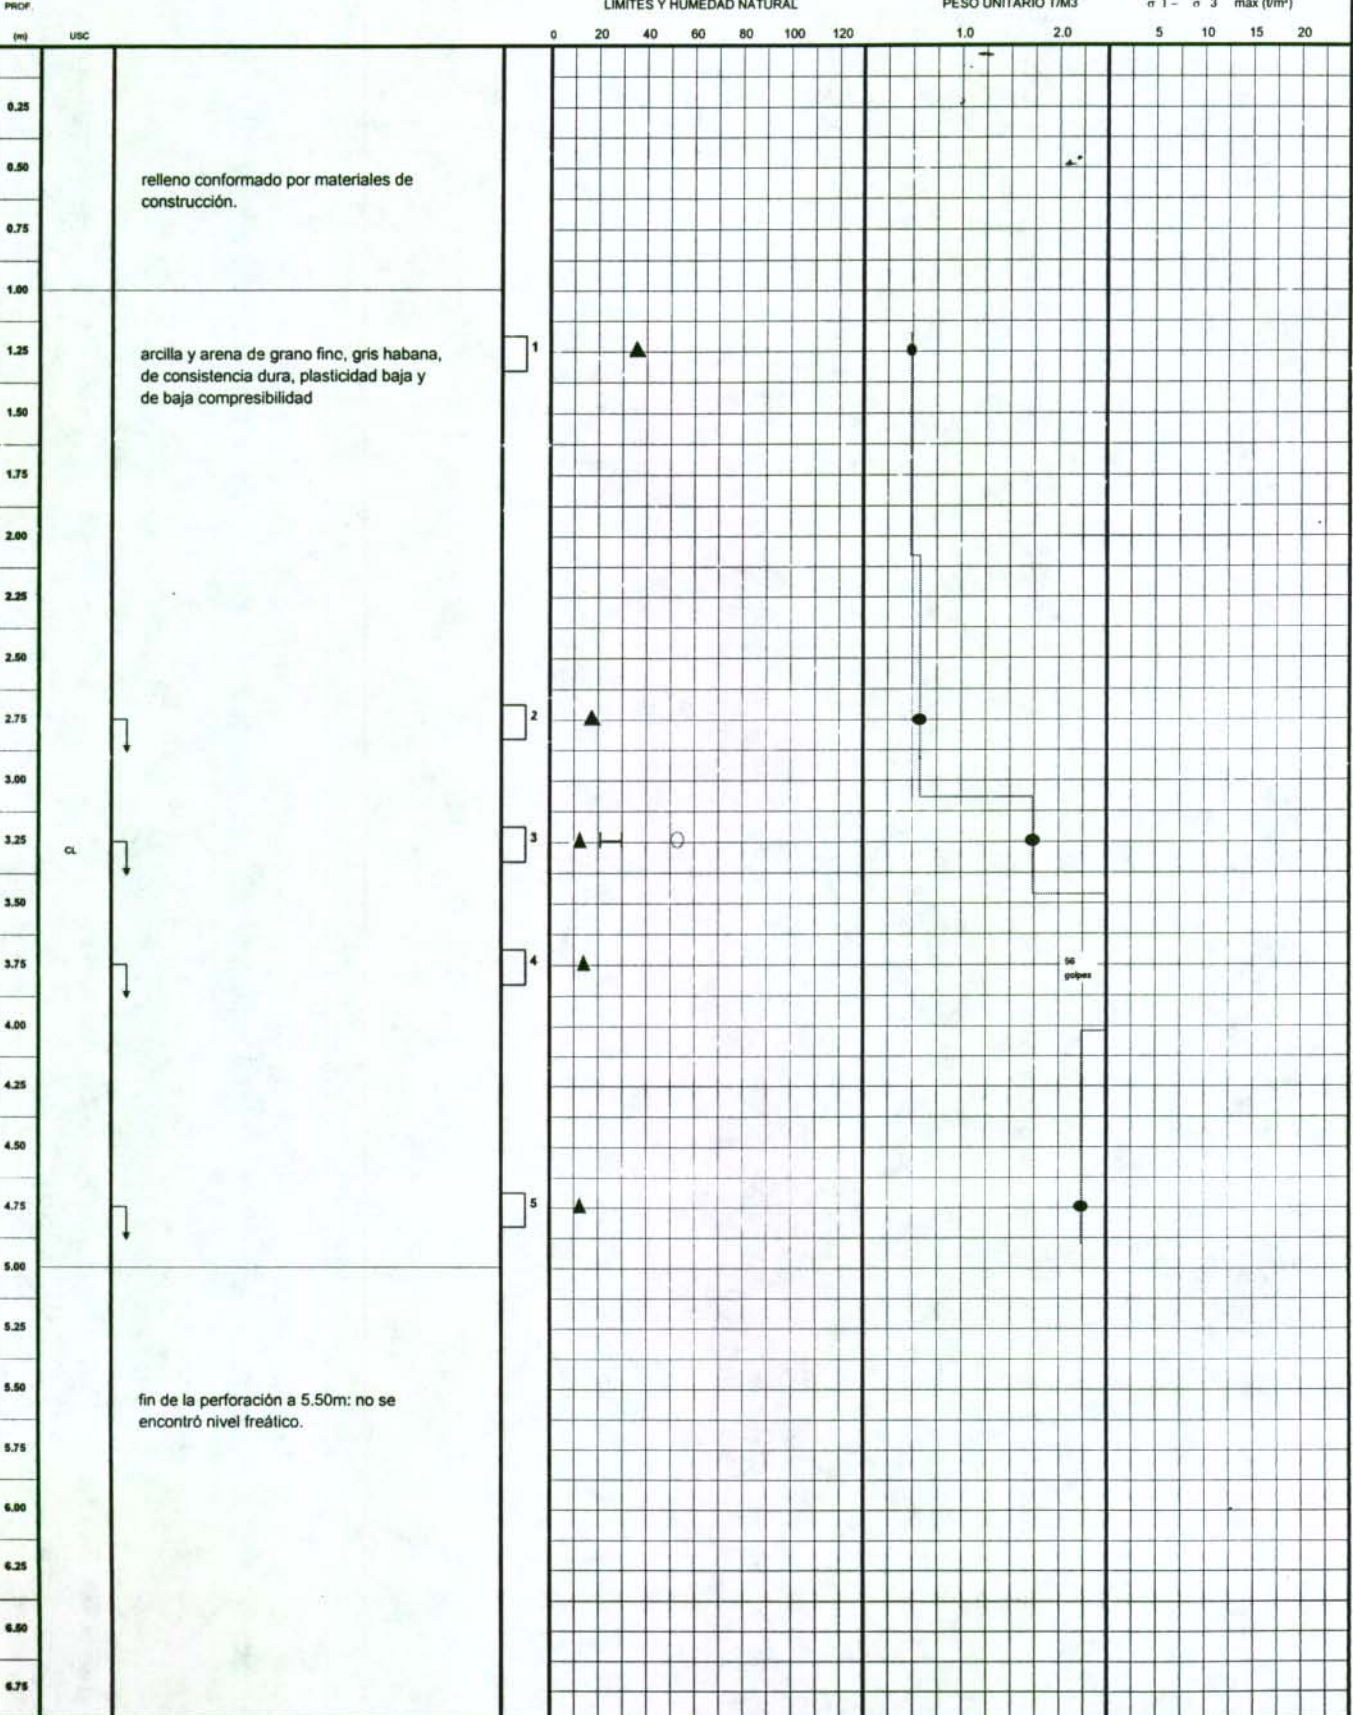 PROF.
LIMITES Y HUMEDAD NATURAL
PESO UNITARIO T/M3
σ 1 - σ 3 max (t/m²)
(m)
USC
0 20 40 60 80 100 120
1.0 2.0
5 10 15 20
0.25
0.50
relleno conformado por materiales de
construcción.
0.75
1.00
1.25
arcilla y arena de grano fino, gris habana,
de consistencia dura, plasticidad baja y
de baja compresibilidad
1
1.50
1.75
2.00
2.25
2.50
2.75
2
3.00
3.25
CL
3
3.50
3.75
4
56
golpes
4.00
4.25
4.50
4.75
5
5.00
5.25
5.50
fin de la perforación a 5.50m: no se
encontró nivel freático.
5.75
6.00
6.25
6.50
6.75